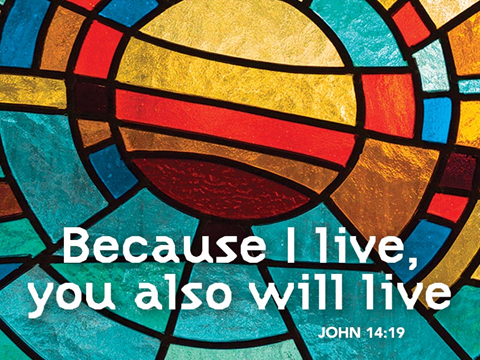 Because I live,
you also will live
JOHN 14:19